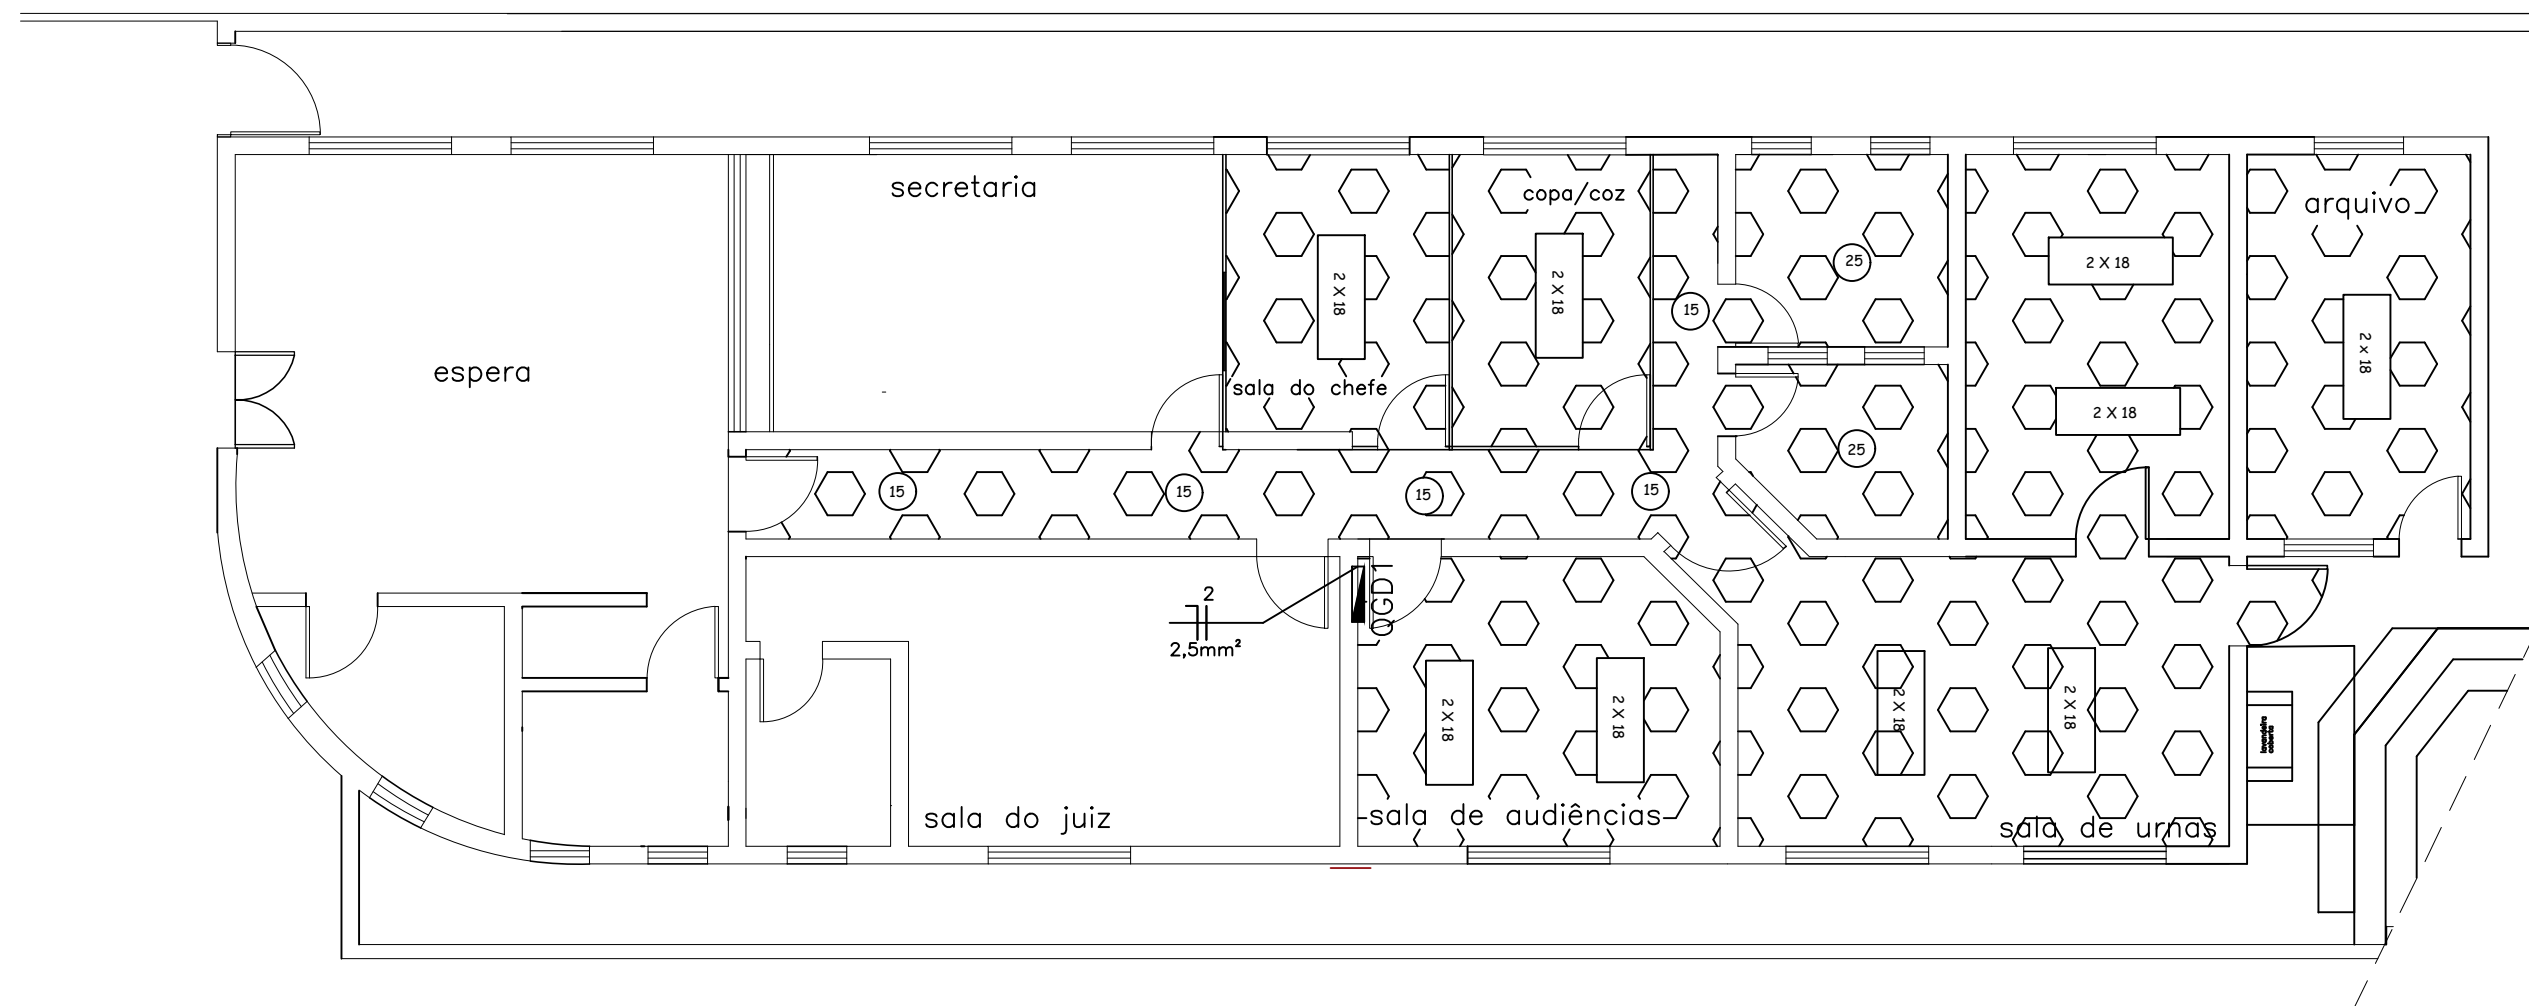 secretaria
copa/coz
arquivo
25
2 X 18
2 X 18
2 X 18
15
2 x 18
espera
sala do chefe
2 X 18
25
15
15
15
15
QGD1
2
2,5mm²
2 X 18
2 X 18
2 X 18
2 X 18
lavandeira
coberta
sala do juiz
sala de audiências
sala de urnas